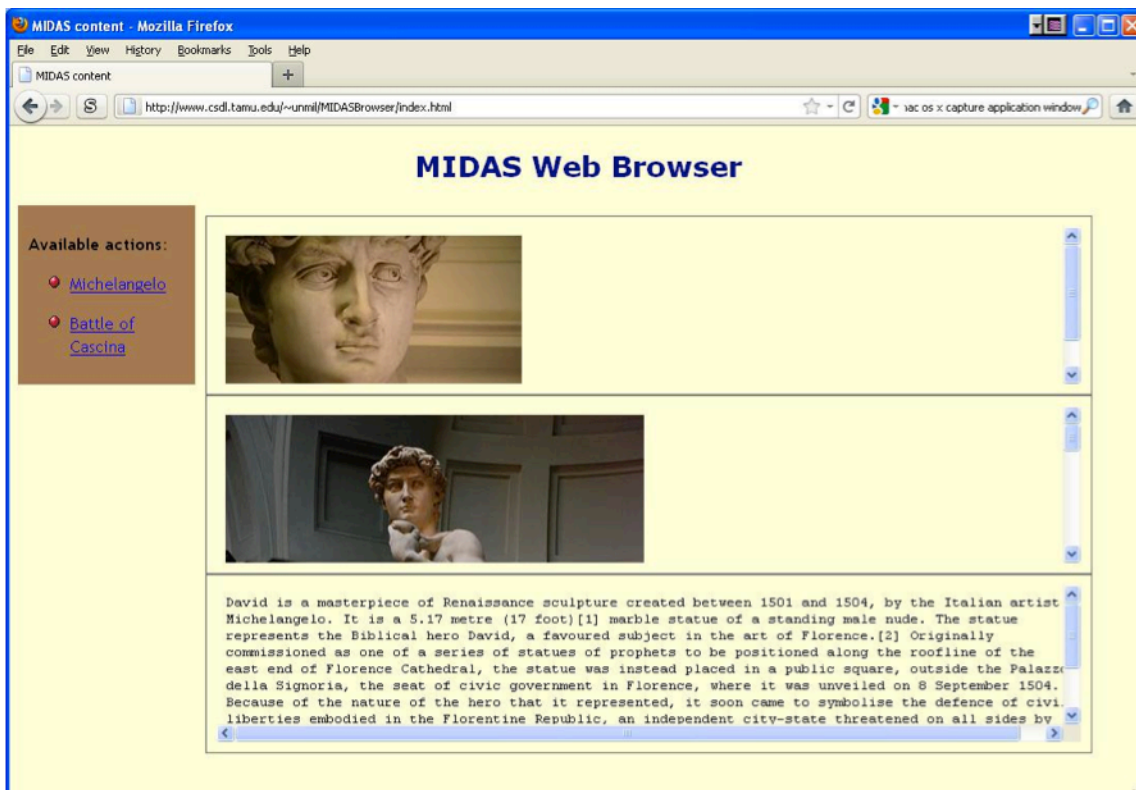 MIDAS content - Mozilla Firefox
File Edit View History Bookmarks Tools Help
MIDAS content
http://www.csdl.tamu.edu/~unmil/MIDASBrowser/index.html
os x capture application window
MIDAS Web Browser
Available actions:
Michelangelo
Battle of
Cascina
David is a masterpiece of Renaissance sculpture created between 1501 and 1504, by the Italian artist
Michelangelo. It is a 5.17 metre (17 foot)[1] marble statue of a standing male nude. The statue
represents the Biblical hero David, a favoured subject in the art of Florence.[2] Originally
commissioned as one of a series of statues of prophets to be positioned along the roofline of the
east end of Florence Cathedral, the statue was instead placed in a public square, outside the Palazzo
della Signoria, the seat of civic government in Florence, where it was unveiled on 8 September 1504.
Because of the nature of the hero that it represented, it soon came to symbolise the defence of civi
liberties embodied in the Florentine Republic, an independent city-state threatened on all sides by